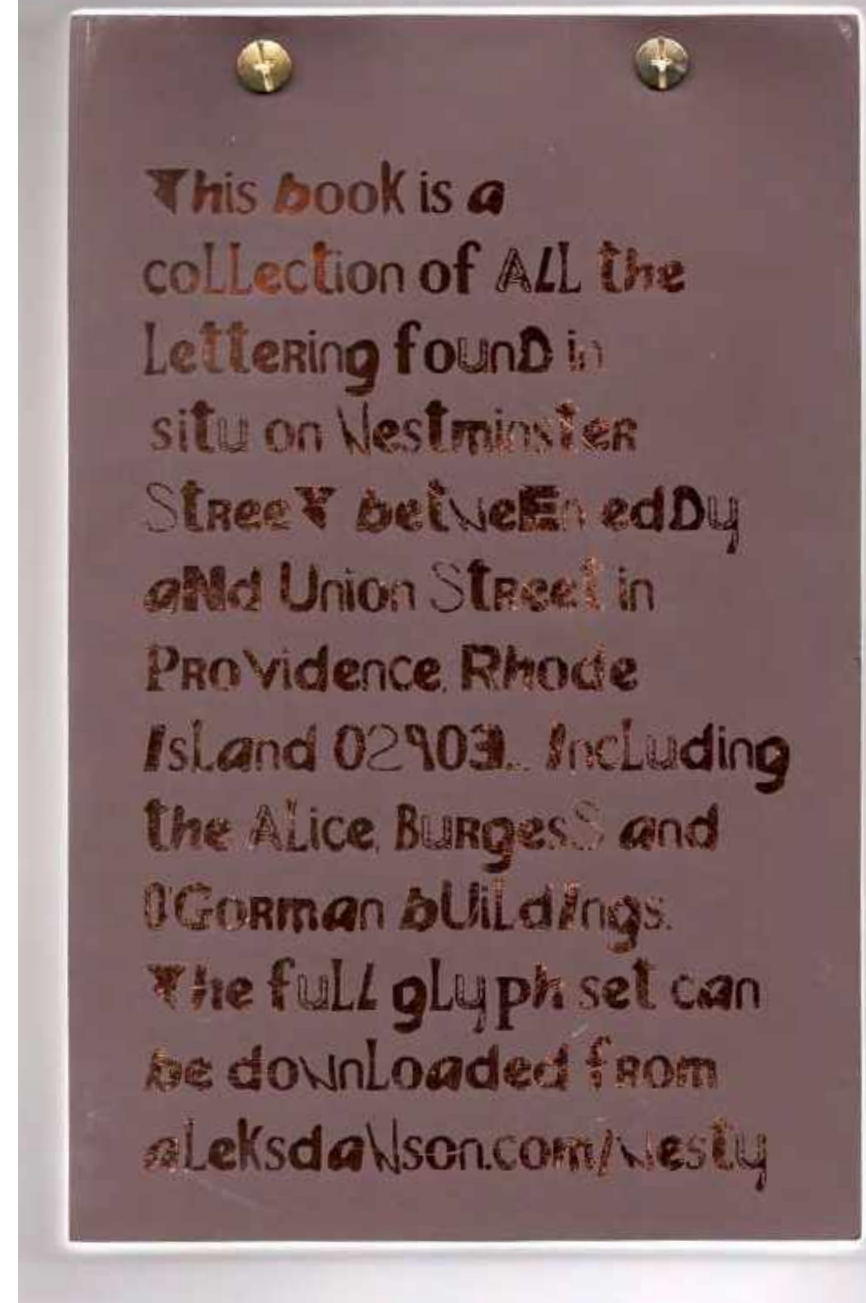 This book is a
coLLection of ALL the
LetteRing founD in
situ on Westminster
StReeT betweEn edDy
aNd Union StReet in
PRoVidence, Rhode
IsLand 02903.. IncLuding
the ALice, BuRgesS and
O'GoRman bUiLdIngs.
The fuLL gLyph set can
be downLoaded fRom
aLeksdawson.com/westy